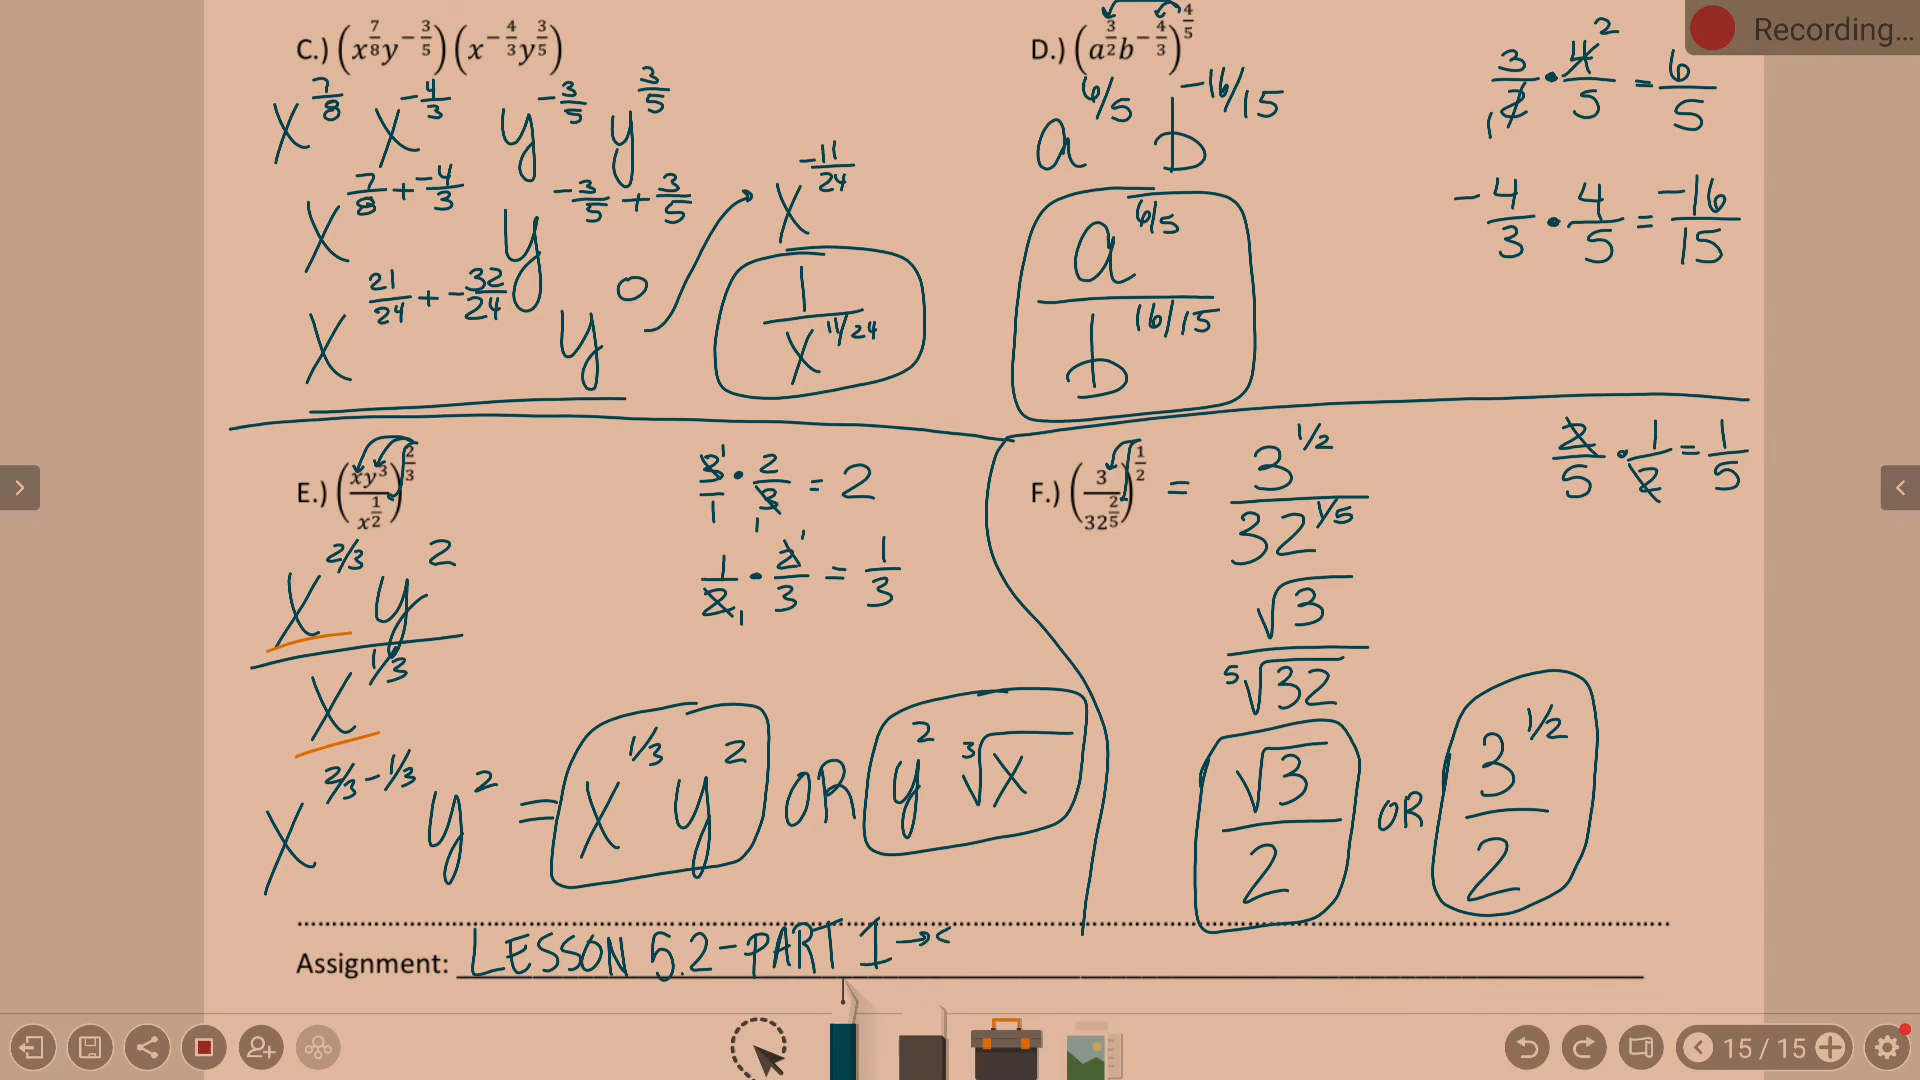 Recording...
C.) (x^{7/8}y^{-3/5})(x^{-4/3}y^{3/5})
x^{7/8} x^{-4/3} y^{-3/5} y^{3/5}
x^{7/8 + -4/3} y^{-3/5 + 3/5}
x^{21/24 + -32/24} y^0
x^{-11/24}
1/x^{11/24}
D.) (a^{3/2}b^{-4/3})^{4/5}
a^{6/5} b^{-16/15}
a^{6/5}/b^{16/15}
3/2 • 4/5 = 6/5
1 2
-4/3 • 4/5 = -16/15
E.) (xy^3/x^{1/2})^{2/3}
x^{2/3} y^2/x^{1/3}
3/1 • 2/3 = 2
1 1
1/2 • 2/3 = 1/3
1 1
x^{2/3 - 1/3} y^2 = x^{1/3} y^2 OR y^2 ∛x
F.) (3/32^{2/5})^{1/2} = 3^{1/2}/32^{1/5}
√3/⁵√32
√3/2 OR 3^{1/2}/2
2/5 • 1/2 = 1/5
Assignment: LESSON 5.2 - PART 1 →
15 / 15